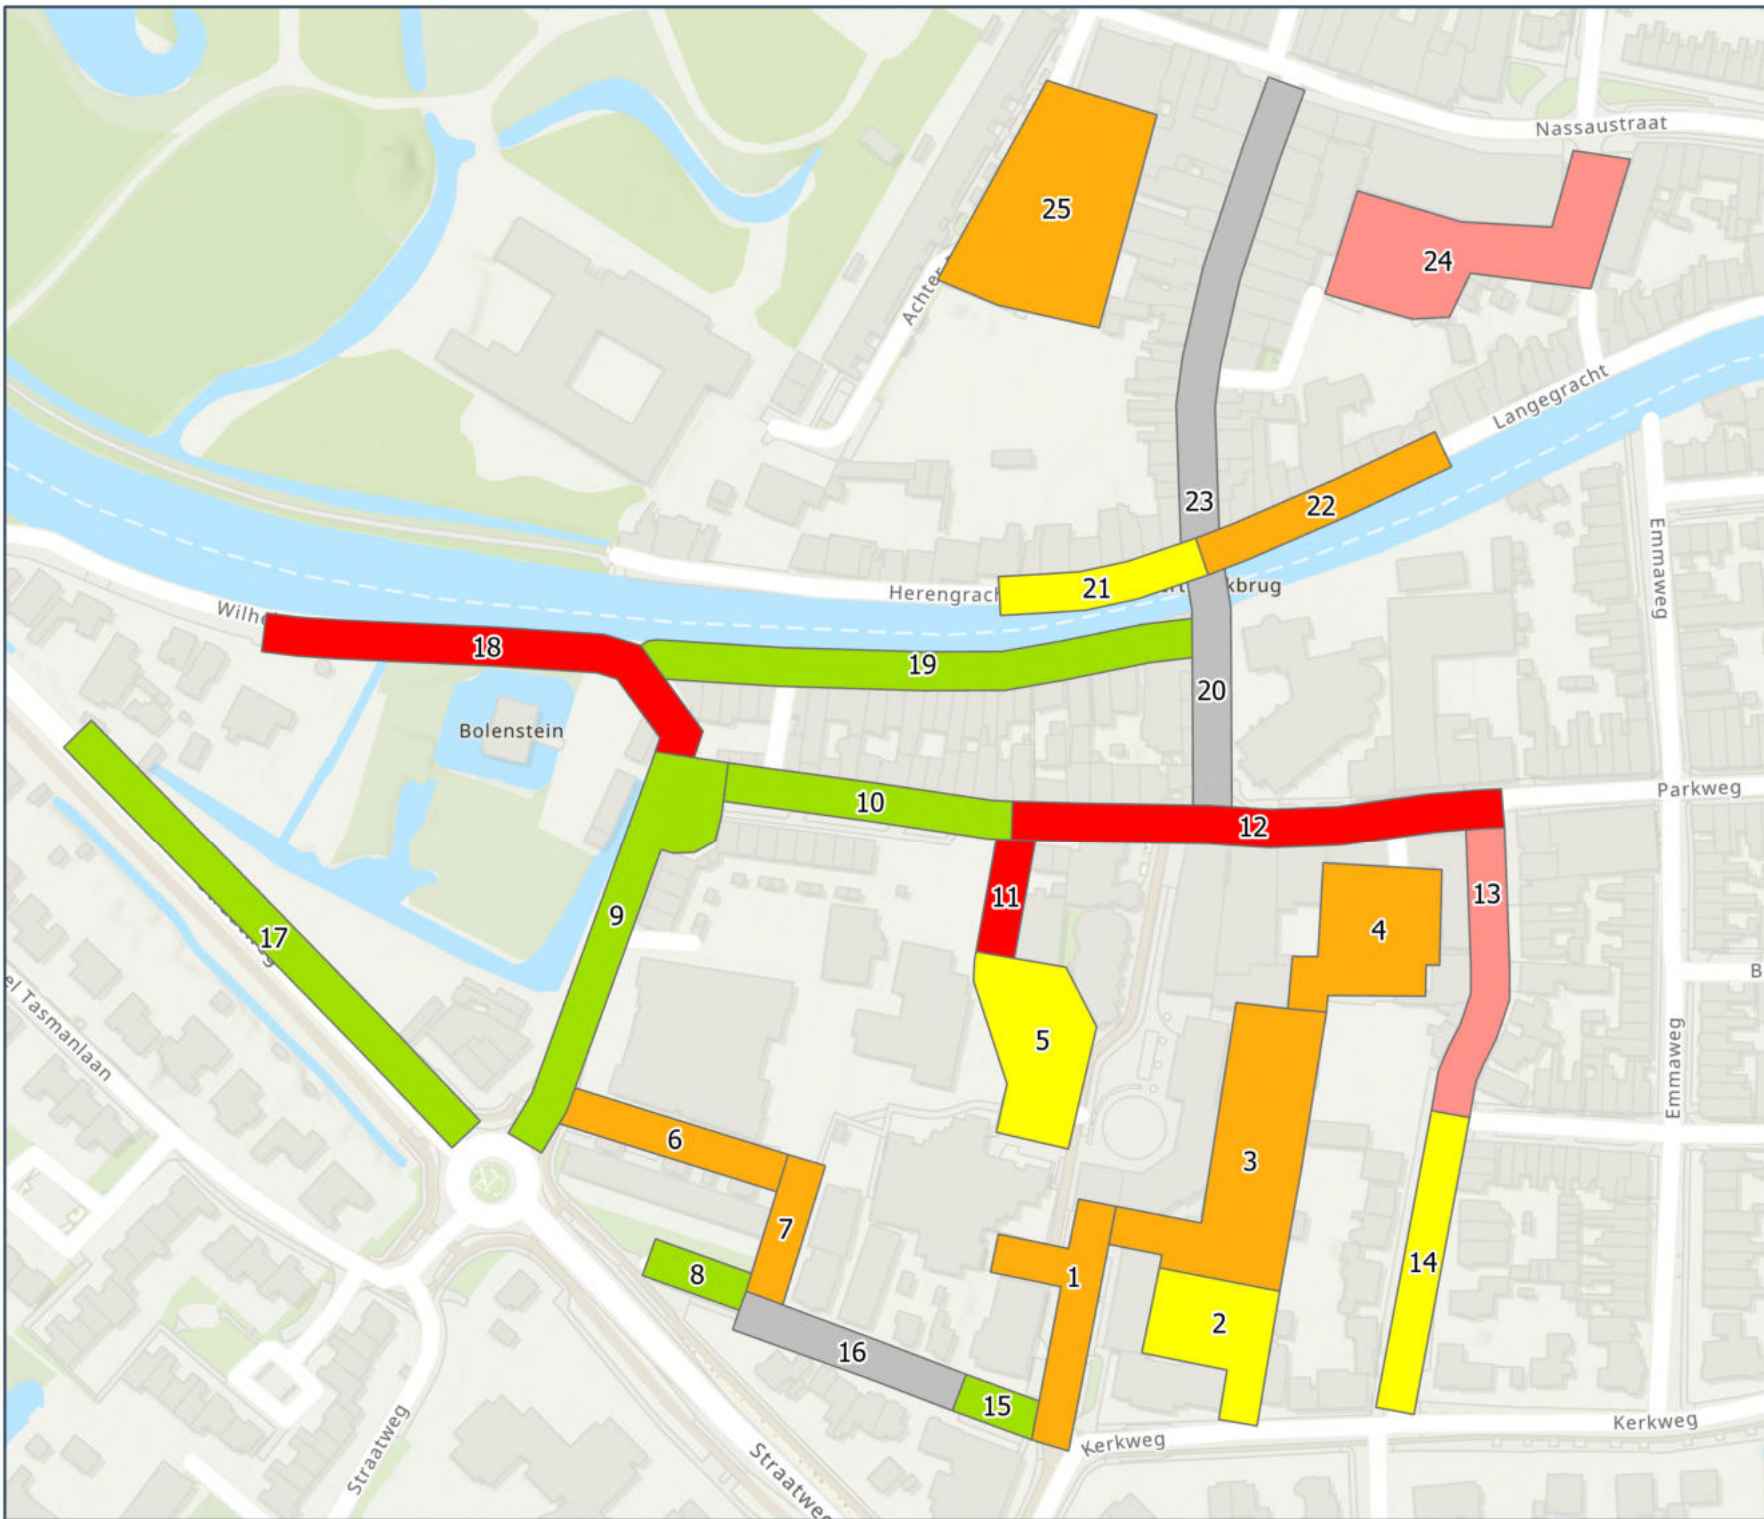 Nassaustraat
25
24
Achter
Langegracht
23
22
Emmaweg
21
Herengrach
kbrug
Wilhe
18
19
20
Bolenstein
Parkweg
10
12
11
13
9
4
17
B
el Tasmanlaan
5
Emmaweg
6
3
7
14
8
1
2
16
15
Kerkweg
Kerkweg
Straatweg
Straatweg